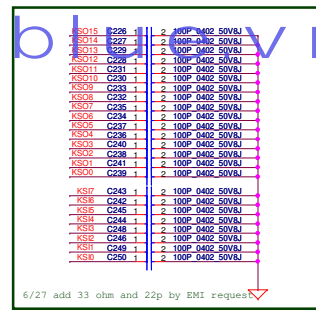 bluevr
KSO15 C226 1 2 100P_0402_50V8J
KSO14 C227 1 2 100P_0402_50V8J
KSO13 C229 1 2 100P_0402_50V8J
KSO12 C228 1 2 100P_0402_50V8J
KSO11 C231 1 2 100P_0402_50V8J
KSO10 C230 1 2 100P_0402_50V8J
KSO9 C233 1 2 100P_0402_50V8J
KSO8 C232 1 2 100P_0402_50V8J
KSO7 C235 1 2 100P_0402_50V8J
KSO6 C234 1 2 100P_0402_50V8J
KSO5 C237 1 2 100P_0402_50V8J
KSO4 C236 1 2 100P_0402_50V8J
KSO3 C240 1 2 100P_0402_50V8J
KSO2 C238 1 2 100P_0402_50V8J
KSO1 C241 1 2 100P_0402_50V8J
KSO0 C239 1 2 100P_0402_50V8J
KSI7 C243 1 2 100P_0402_50V8J
KSI6 C242 1 2 100P_0402_50V8J
KSI5 C245 1 2 100P_0402_50V8J
KSI4 C244 1 2 100P_0402_50V8J
KSI3 C248 1 2 100P_0402_50V8J
KSI2 C246 1 2 100P_0402_50V8J
KSI1 C249 1 2 100P_0402_50V8J
KSI0 C250 1 2 100P_0402_50V8J
6/27 add 33 ohm and 22p by EMI request